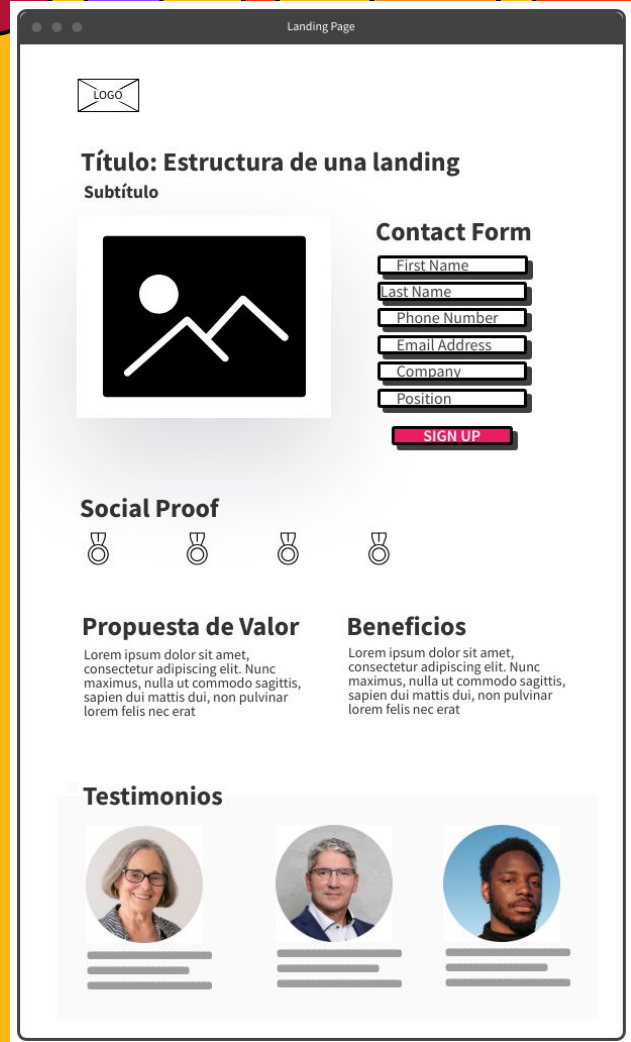 Landing Page
LOGO
Título: Estructura de una landing
Subtítulo
Contact Form
First Name
Last Name
Phone Number
Email Address
Company
Position
SIGN UP
Social Proof
Propuesta de Valor
Lorem ipsum dolor sit amet,
consectetur adipiscing elit. Nunc
maximus, nulla ut commodo sagittis,
sapien dui mattis dui, non pulvinar
lorem felis nec erat
Beneficios
Lorem ipsum dolor sit amet,
consectetur adipiscing elit. Nunc
maximus, nulla ut commodo sagittis,
sapien dui mattis dui, non pulvinar
lorem felis nec erat
Testimonios